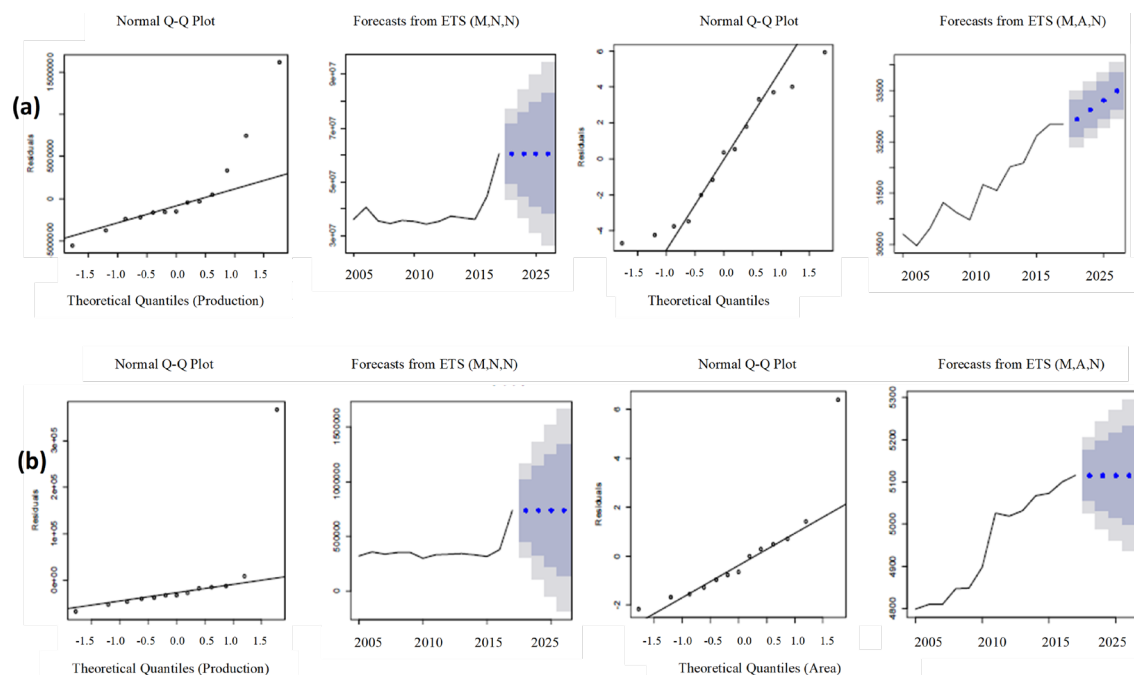 Normal Q-Q Plot
Forecasts from ETS (M,N,N)
Normal Q-Q Plot
Forecasts from ETS (M,A,N)
(a)
Residuals
1500000
1000000
500000
0
5000000
-1.5 -1.0 -0.5 0.0 0.5 1.0 1.5
Theoretical Quantiles (Production)
9e+07
7e+07
5e+07
3e+07
2005 2010 2017 2025
Residuals
6
4
2
0
-2
-4
-1.5 -1.0 -0.5 0.0 0.5 1.0 1.5
Theoretical Quantiles
33500
32500
31500
30500
2005 2010 2017 2025
Normal Q-Q Plot
Forecasts from ETS (M,N,N)
Normal Q-Q Plot
Forecasts from ETS (M,A,N)
(b)
Residuals
3e+05
2e+05
1e+05
0e+00
-1.5 -1.0 -0.5 0.0 0.5 1.0 1.5
Theoretical Quantiles (Production)
1500000
1000000
500000
0
2005 2010 2017 2025
Residuals
6
4
2
0
-2
-1.5 -1.0 -0.5 0.0 0.5 1.0 1.5
Theoretical Quantiles (Area)
5300
5200
5100
5000
4900
4800
2005 2010 2017 2025